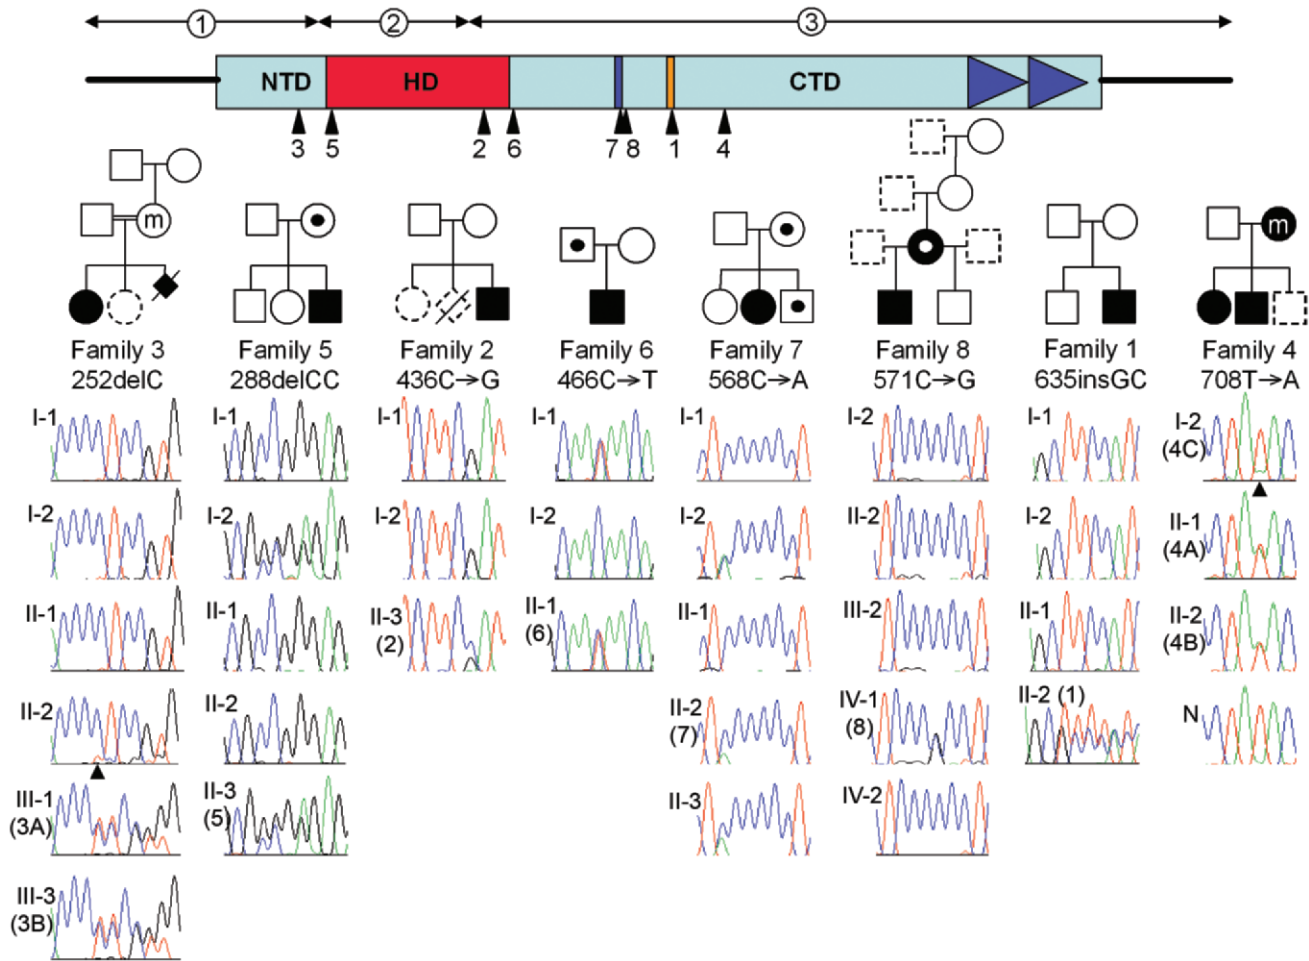 ① ② ③
NTD HD CTD
3 5 2 6 7 8 1 4
m m
Family 3 Family 5 Family 2 Family 6 Family 7 Family 8 Family 1 Family 4
252delC 288delCC 436C→G 466C→T 568C→A 571C→G 635insGC 708T→A
I-1 I-1 I-1 I-1 I-2 I-1 I-2
(4C)
I-2 I-2 I-2 I-2 I-2 II-2 I-2 II-1
(4A)
II-1 II-1 II-3
(2) II-1
(6) II-1 III-2 II-1 II-2
(4B)
II-2 II-2 II-2
(7) IV-1
(8) II-2 (1) N
III-1
(3A) II-3
(5) II-3 IV-2
III-3
(3B)